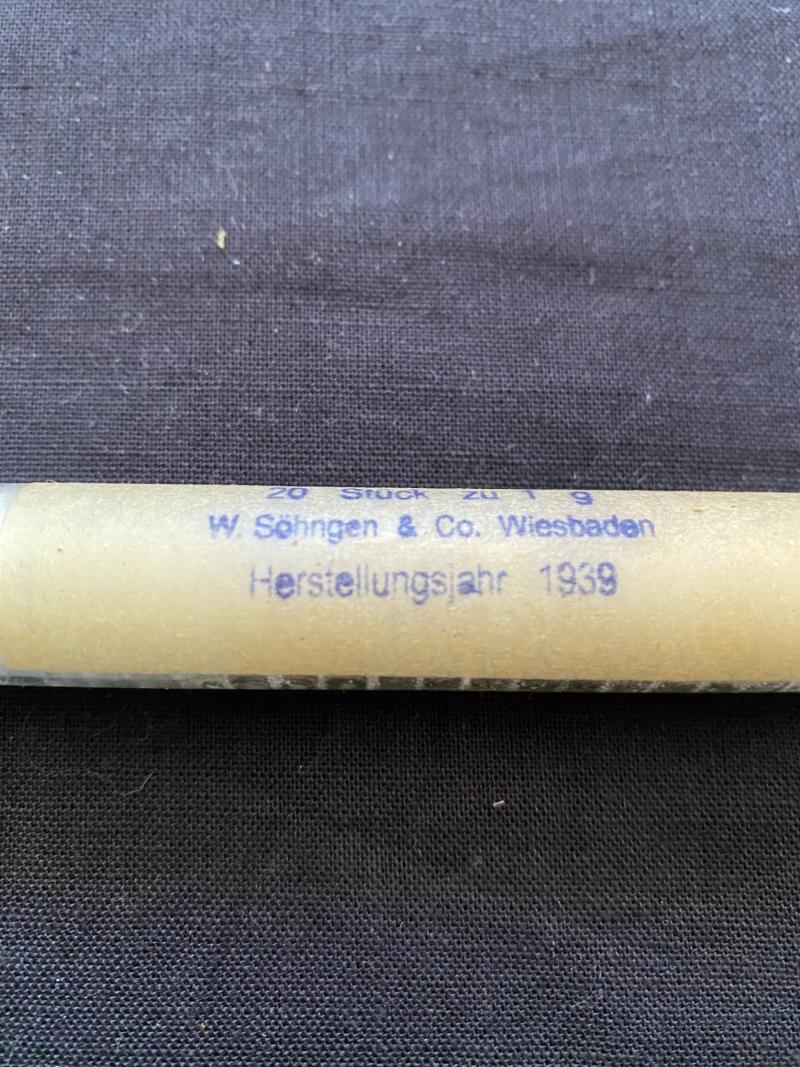 20 Stück zu 1 g
W. Söhngen & Co. Wiesbaden
Herstellungsjahr 1939